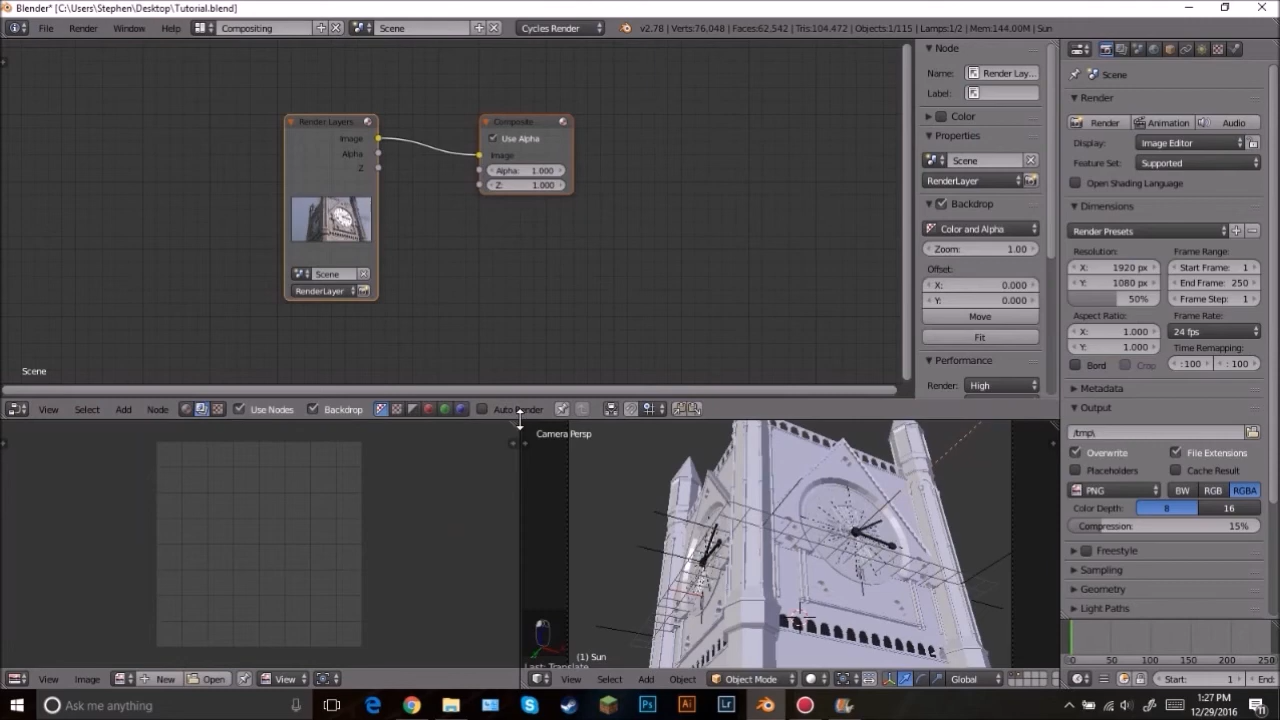 Blender* [C:\Users\Stephen\Desktop\Tutorial.blend]
File Render Window Help Compositing Scene Cycles Render v2.78 | Verts:76,048 | Faces:62,542 | Tris:104,472 | Objects:1/115 | Lamps:1/2 | Mem:144.00M | Sun
Render Layers
Image
Alpha
Z
Scene
RenderLayer
Composite
Use Alpha
Image
Alpha: 1.000
Z: 1.000
Scene
Node
Name: Render Lay...
Label:
Color
Properties
Scene
RenderLayer
Backdrop
Color and Alpha
Zoom: 1.00
Offset:
X: 0.000
Y: 0.000
Move
Fit
Performance
Render: High
Scene
Render
Render Animation Audio
Display: Image Editor
Feature Set: Supported
Open Shading Language
Dimensions
Render Presets
Resolution: Frame Range:
X: 1920 px Start Frame: 1
Y: 1080 px End Frame: 250
50% Frame Step: 1
Aspect Ratio: Frame Rate:
X: 1.000 24 fps
Y: 1.000 Time Remapping:
Bord Crop :100 : 100
Metadata
Output
/tmp\
Overwrite File Extensions
Placeholders Cache Result
PNG BW RGB RGBA
Color Depth: 8 16
Compression: 15%
Freestyle
Sampling
Geometry
Light Paths
View Select Add Node Use Nodes Backdrop Auto Render
Camera Persp
(1) Sun
Last: Translate
View Image New Open View
View Select Add Object Object Mode Global
0 50 100 150 200 250
Start: 1 End:
Ask me anything
Ps Ai Lr
1:27 PM
12/29/2016